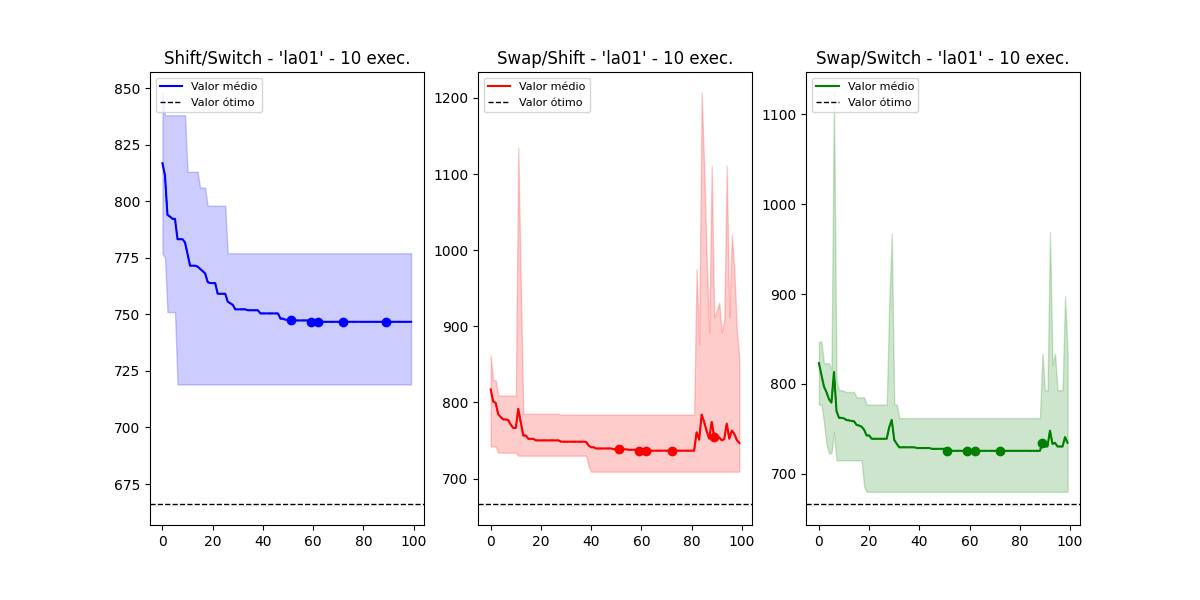 Shift/Switch - 'la01' - 10 exec.
Valor médio
Valor ótimo
850
825
800
775
750
725
700
675
0 20 40 60 80 100
Swap/Shift - 'la01' - 10 exec.
Valor médio
Valor ótimo
1200
1100
1000
900
800
700
0 20 40 60 80 100
Swap/Switch - 'la01' - 10 exec.
Valor médio
Valor ótimo
1100
1000
900
800
700
0 20 40 60 80 100